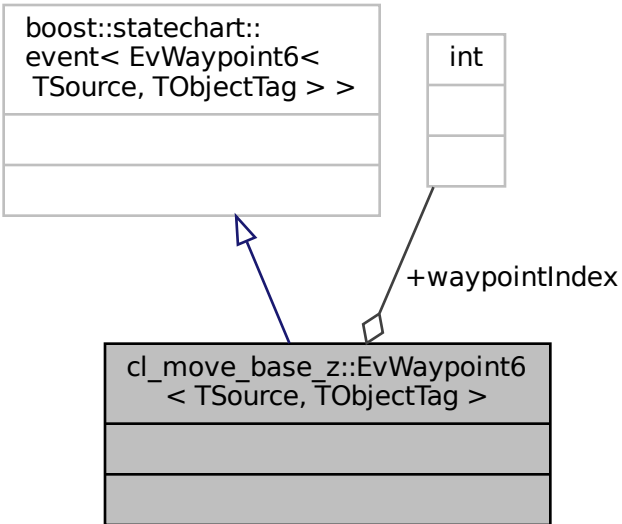 boost::statechart::
event< EvWaypoint6<
TSource, TObjectTag > >
int
+waypointIndex
cl_move_base_z::EvWaypoint6
< TSource, TObjectTag >